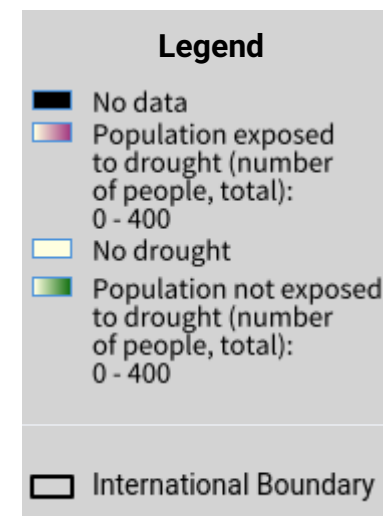 Legend
No data
Population exposed
to drought (number
of people, total):
0 - 400
No drought
Population not exposed
to drought (number
of people, total):
0 - 400
International Boundary